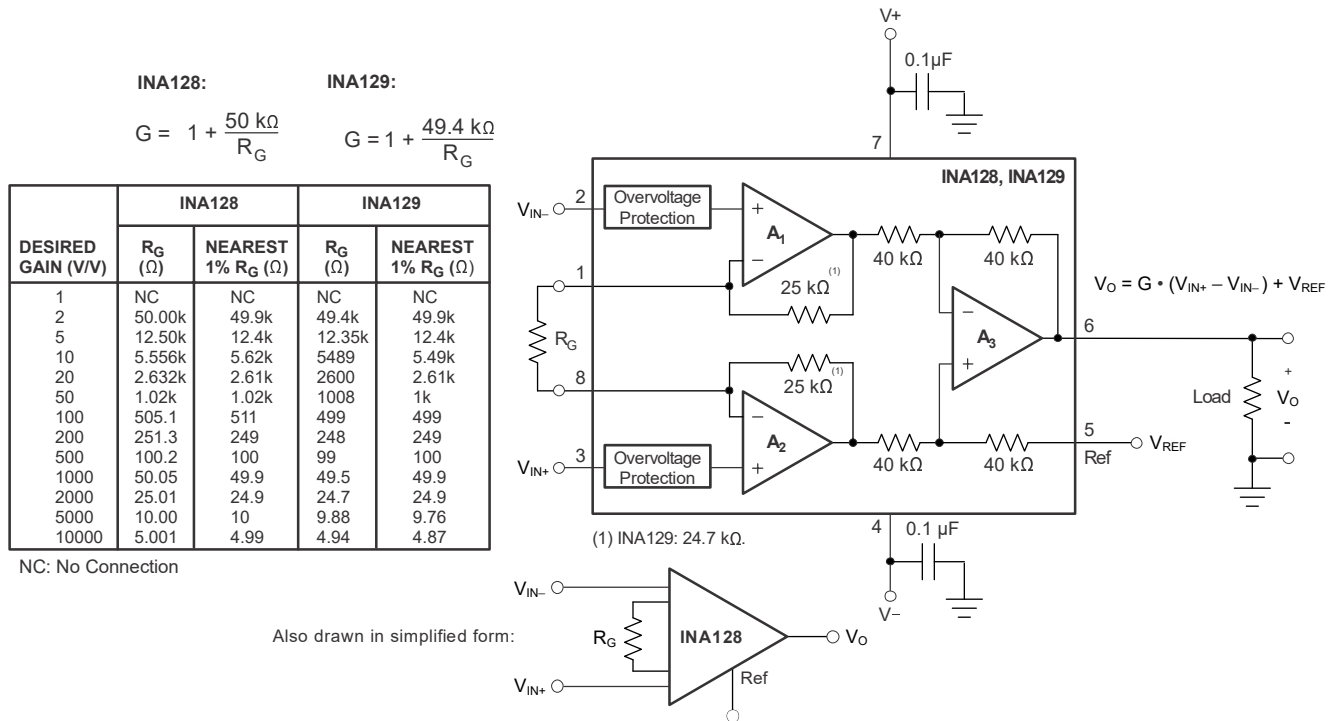 INA128:
G = 1 + 50 kΩ / R_G
INA129:
G = 1 + 49.4 kΩ / R_G
INA128 INA129
DESIRED GAIN (V/V) R_G (Ω) NEAREST 1% R_G (Ω) R_G (Ω) NEAREST 1% R_G (Ω)
1 NC NC NC NC
2 50.00k 49.9k 49.4k 49.9k
5 12.50k 12.4k 12.35k 12.4k
10 5.556k 5.62k 5489 5.49k
20 2.632k 2.61k 2600 2.61k
50 1.02k 1.02k 1008 1k
100 505.1 511 499 499
200 251.3 249 248 249
500 100.2 100 99 100
1000 50.05 49.9 49.5 49.9
2000 25.01 24.9 24.7 24.9
5000 10.00 10 9.88 9.76
10000 5.001 4.99 4.94 4.87
NC: No Connection
V+
0.1µF
7
INA128, INA129
V_IN– 2
Overvoltage
Protection
+
A_1
–
40 kΩ
40 kΩ
1
25 kΩ (1)
R_G
V_O = G • (V_IN+ – V_IN–) + V_REF
–
A_3
+
6
8
25 kΩ (1)
–
A_2
+
Load
+
V_O
-
40 kΩ
40 kΩ
5
Ref
V_REF
V_IN+ 3
Overvoltage
Protection
4
0.1 µF
V–
(1) INA129: 24.7 kΩ.
Also drawn in simplified form:
V_IN–
R_G
INA128
V_O
V_IN+
Ref